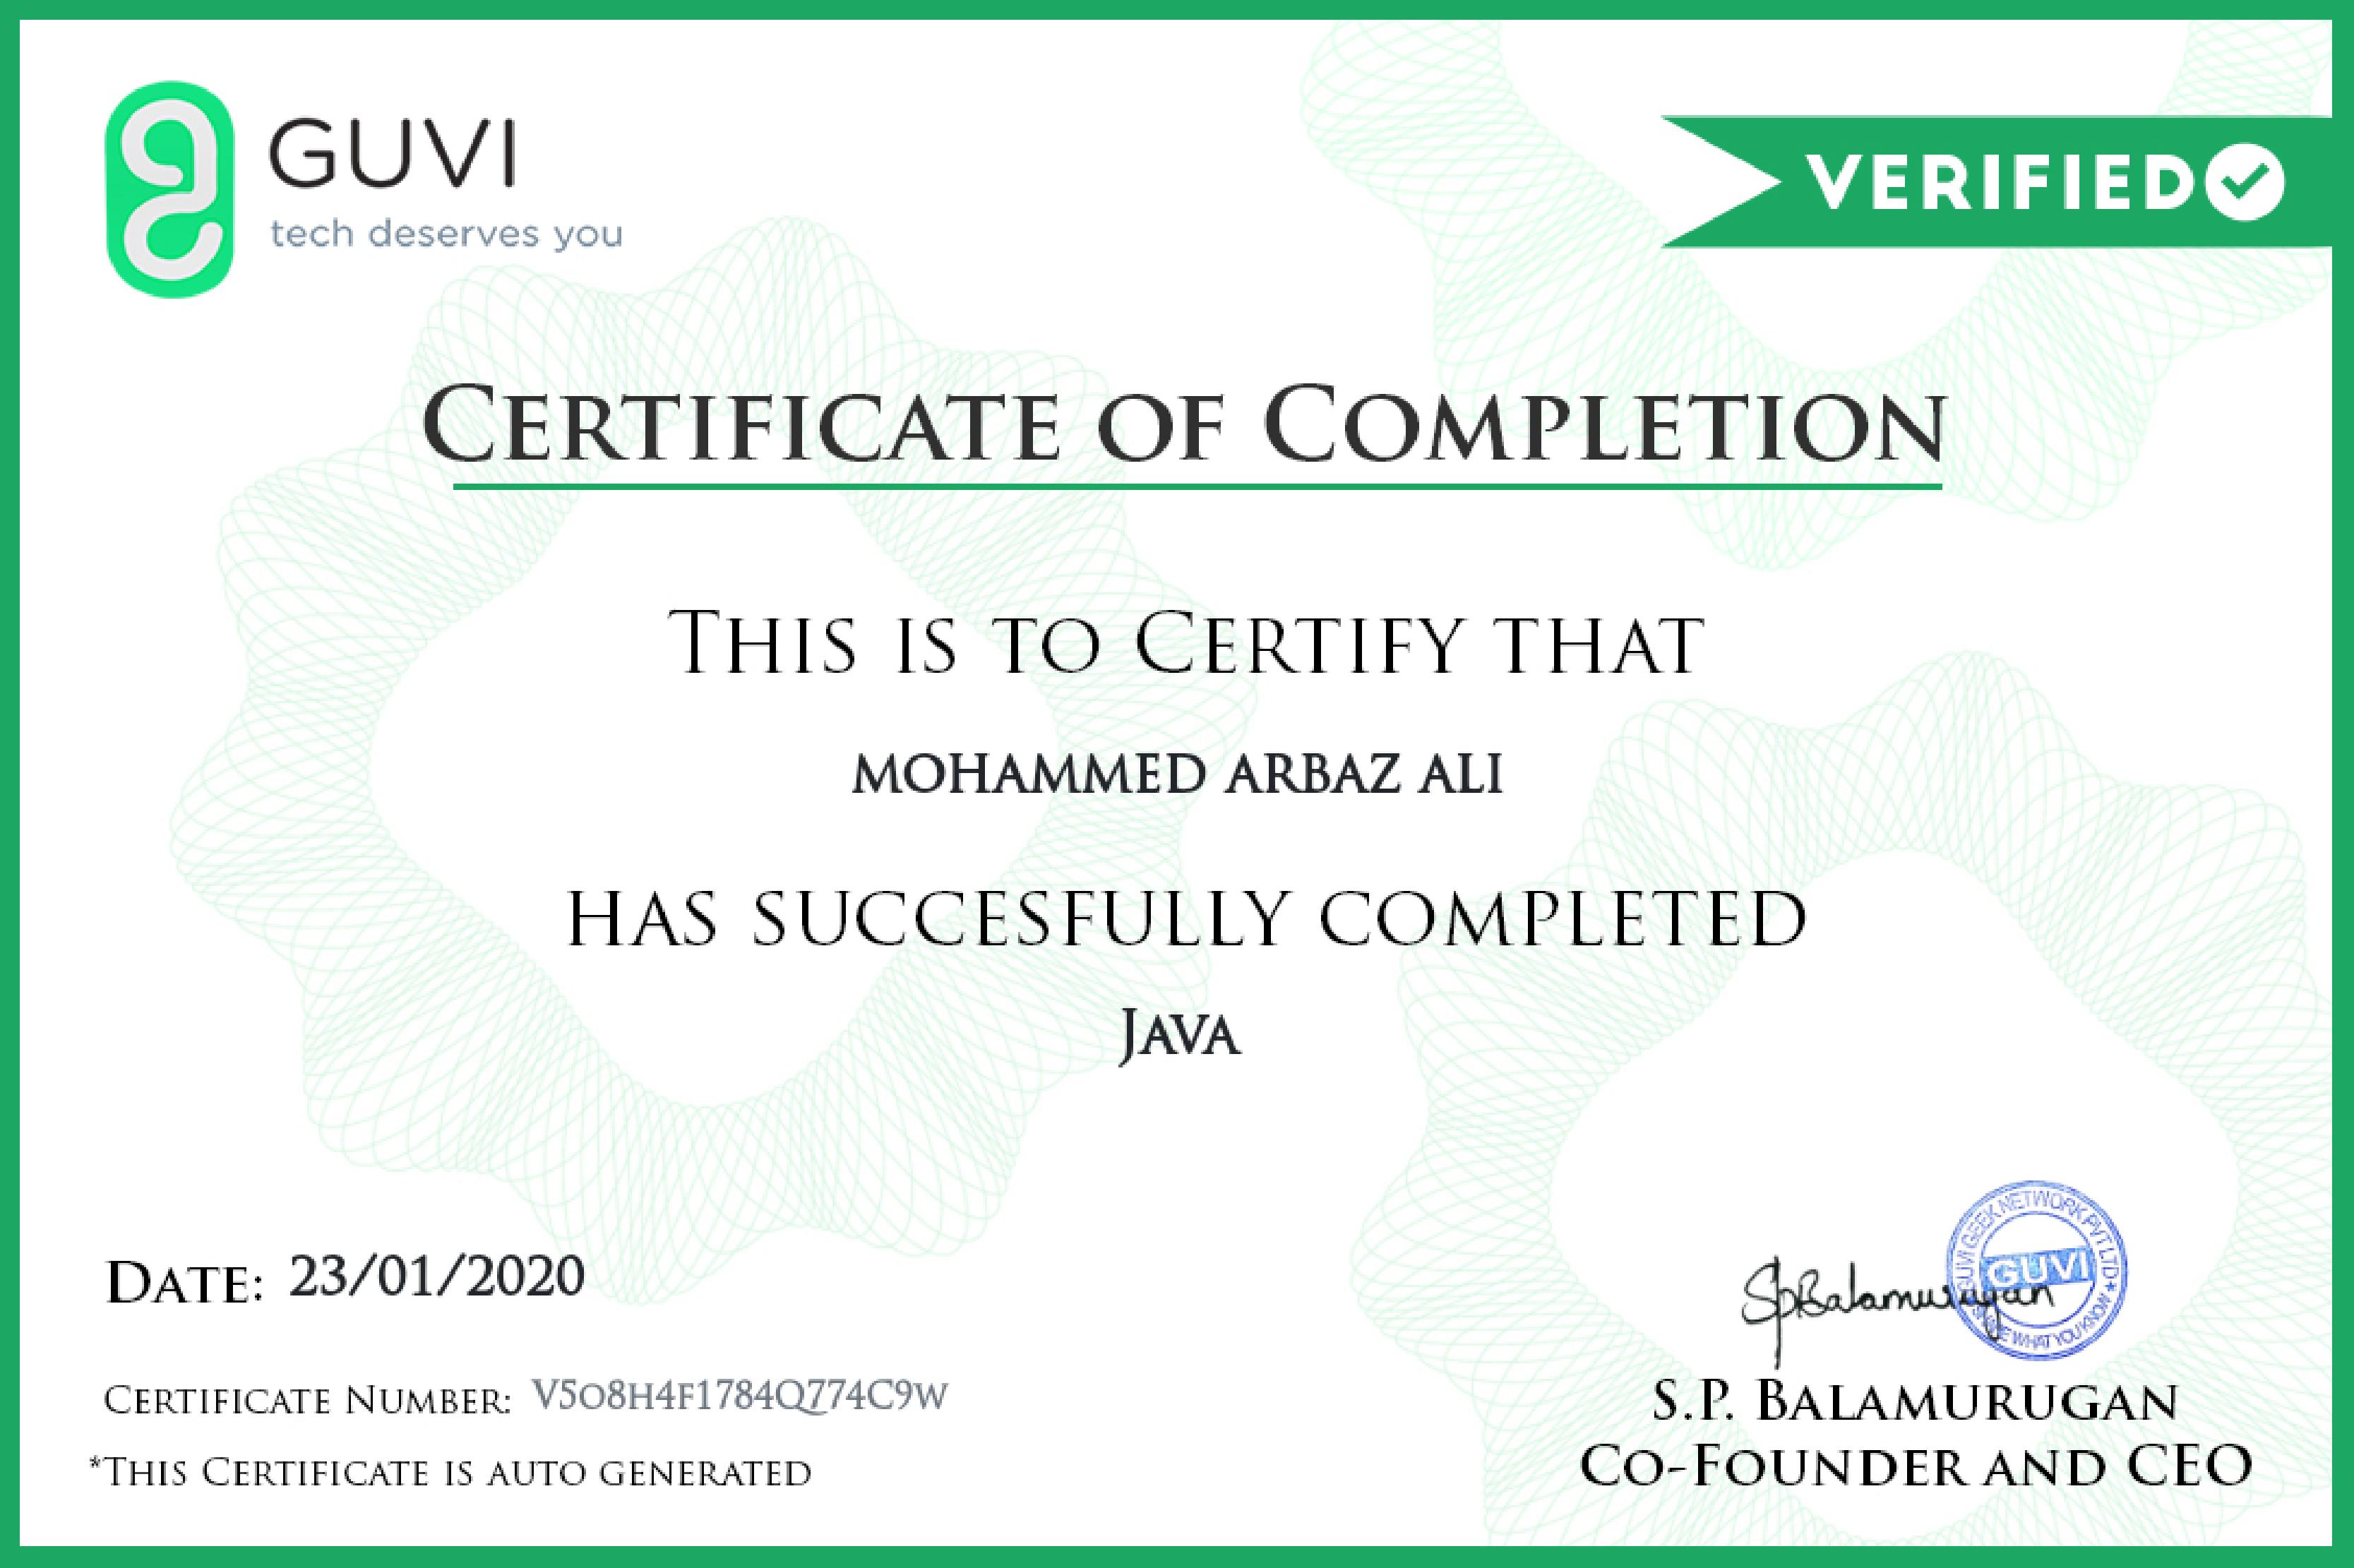 GUVI
tech deserves you
VERIFIED
Certificate of Completion
This is to Certify that
MOHAMMED ARBAZ ALI
has succesfully completed
Java
Date: 23/01/2020
Certificate Number: V5o8H4F1784Q774C9W
*This Certificate is auto generated
SpBalamurugan
GUVI GEEK NETWORK PVT LTD
GUVI
SHARE WHAT YOU KNOW
S.P. Balamurugan
Co-Founder and CEO